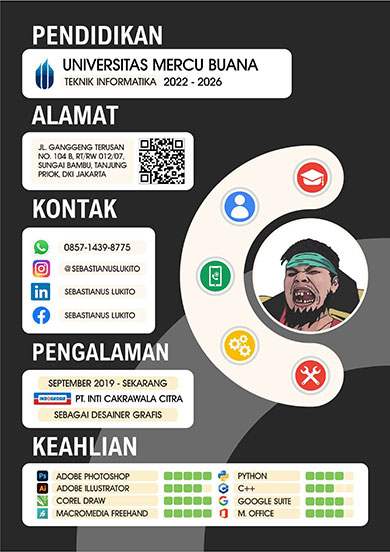 PENDIDIKAN
UNIVERSITAS MERCU BUANA
TEKNIK INFORMATIKA 2022 - 2026
ALAMAT
JL. GANGGENG TERUSAN
NO. 104 B, RT/RW 012/07,
SUNGAI BAMBU, TANJUNG
PRIOK, DKI JAKARTA
KONTAK
0857-1439-8775
@SEBASTIANUSLUKITO
SEBASTIANUS LUKITO
SEBASTIANUS LUKITO
PENGALAMAN
SEPTEMBER 2019 - SEKARANG
INDOGROSIR PT. INTI CAKRAWALA CITRA
SEBAGAI DESAINER GRAFIS
KEAHLIAN
Ps ADOBE PHOTOSHOP
Ai ADOBE ILLUSTRATOR
COREL DRAW
MACROMEDIA FREEHAND
PYTHON
C++
GOOGLE SUITE
M. OFFICE